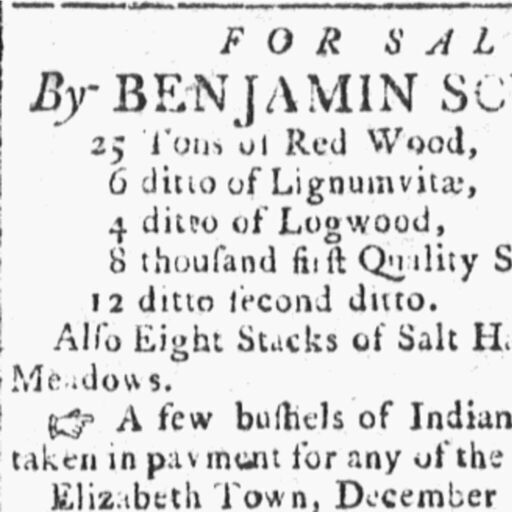 F O R S A L
By BENJAMIN SC
25 Tons of Red Wood,
6 ditto of Lignumvitæ,
4 ditto of Logwood,
8 thouſand firſt Quality S
12 ditto ſecond ditto.
Alſo Eight Stacks of Salt H
Meadows.
☞ A few buſhels of Indian
taken in payment for any of the
Elizabeth Town, December